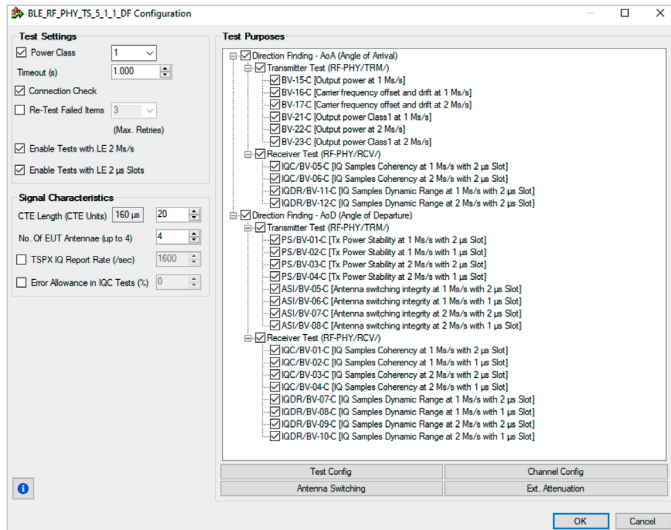 BLE_RF_PHY_TS_5_1_1_DF Configuration
Test Settings
Power Class 1
Timeout (s) 1.000
Connection Check
Re-Test Failed Items 3
(Max. Retries)
Enable Tests with LE 2 Ms/s
Enable Tests with LE 2 µs Slots
Signal Characteristics
CTE Length (CTE Units) 160 µs 20
No. Of EUT Antennae (up to 4) 4
TSPX IQ Report Rate (/sec) 1600
Error Allowance in IQC Tests (%) 0
Test Purposes
Direction Finding - AoA (Angle of Arrival)
Transmitter Test (RF-PHY/TRM/)
BV-15-C [Output power at 1 Ms/s]
BV-16-C [Carrier frequency offset and drift at 1 Ms/s]
BV-17-C [Carrier frequency offset and drift at 2 Ms/s]
BV-21-C [Output power Class1 at 1 Ms/s]
BV-22-C [Output power at 2 Ms/s]
BV-23-C [Output power Class1 at 2 Ms/s]
Receiver Test (RF-PHY/RCV/)
IQC/BV-05-C [IQ Samples Coherency at 1 Ms/s with 2 µs Slot]
IQC/BV-06-C [IQ Samples Coherency at 2 Ms/s with 2 µs Slot]
IQDR/BV-11-C [IQ Samples Dynamic Range at 1 Ms/s with 2 µs Slot]
IQDR/BV-12-C [IQ Samples Dynamic Range at 2 Ms/s with 2 µs Slot]
Direction Finding - AoD (Angle of Departure)
Transmitter Test (RF-PHY/TRM/)
PS/BV-01-C [Tx Power Stability at 1 Ms/s with 2 µs Slot]
PS/BV-02-C [Tx Power Stability at 1 Ms/s with 1 µs Slot]
PS/BV-03-C [Tx Power Stability at 2 Ms/s with 2 µs Slot]
PS/BV-04-C [Tx Power Stability at 2 Ms/s with 1 µs Slot]
ASI/BV-05-C [Antenna switching integrity at 1 Ms/s with 2 µs Slot]
ASI/BV-06-C [Antenna switching integrity at 1 Ms/s with 1 µs Slot]
ASI/BV-07-C [Antenna switching integrity at 2 Ms/s with 2 µs Slot]
ASI/BV-08-C [Antenna switching integrity at 2 Ms/s with 1 µs Slot]
Receiver Test (RF-PHY/RCV/)
IQC/BV-01-C [IQ Samples Coherency at 1 Ms/s with 2 µs Slot]
IQC/BV-02-C [IQ Samples Coherency at 1 Ms/s with 1 µs Slot]
IQC/BV-03-C [IQ Samples Coherency at 2 Ms/s with 2 µs Slot]
IQC/BV-04-C [IQ Samples Coherency at 2 Ms/s with 1 µs Slot]
IQDR/BV-07-C [IQ Samples Dynamic Range at 1 Ms/s with 2 µs Slot]
IQDR/BV-08-C [IQ Samples Dynamic Range at 1 Ms/s with 1 µs Slot]
IQDR/BV-09-C [IQ Samples Dynamic Range at 2 Ms/s with 2 µs Slot]
IQDR/BV-10-C [IQ Samples Dynamic Range at 2 Ms/s with 1 µs Slot]
Test Config Channel Config
Antenna Switching Ext. Attenuation
OK Cancel